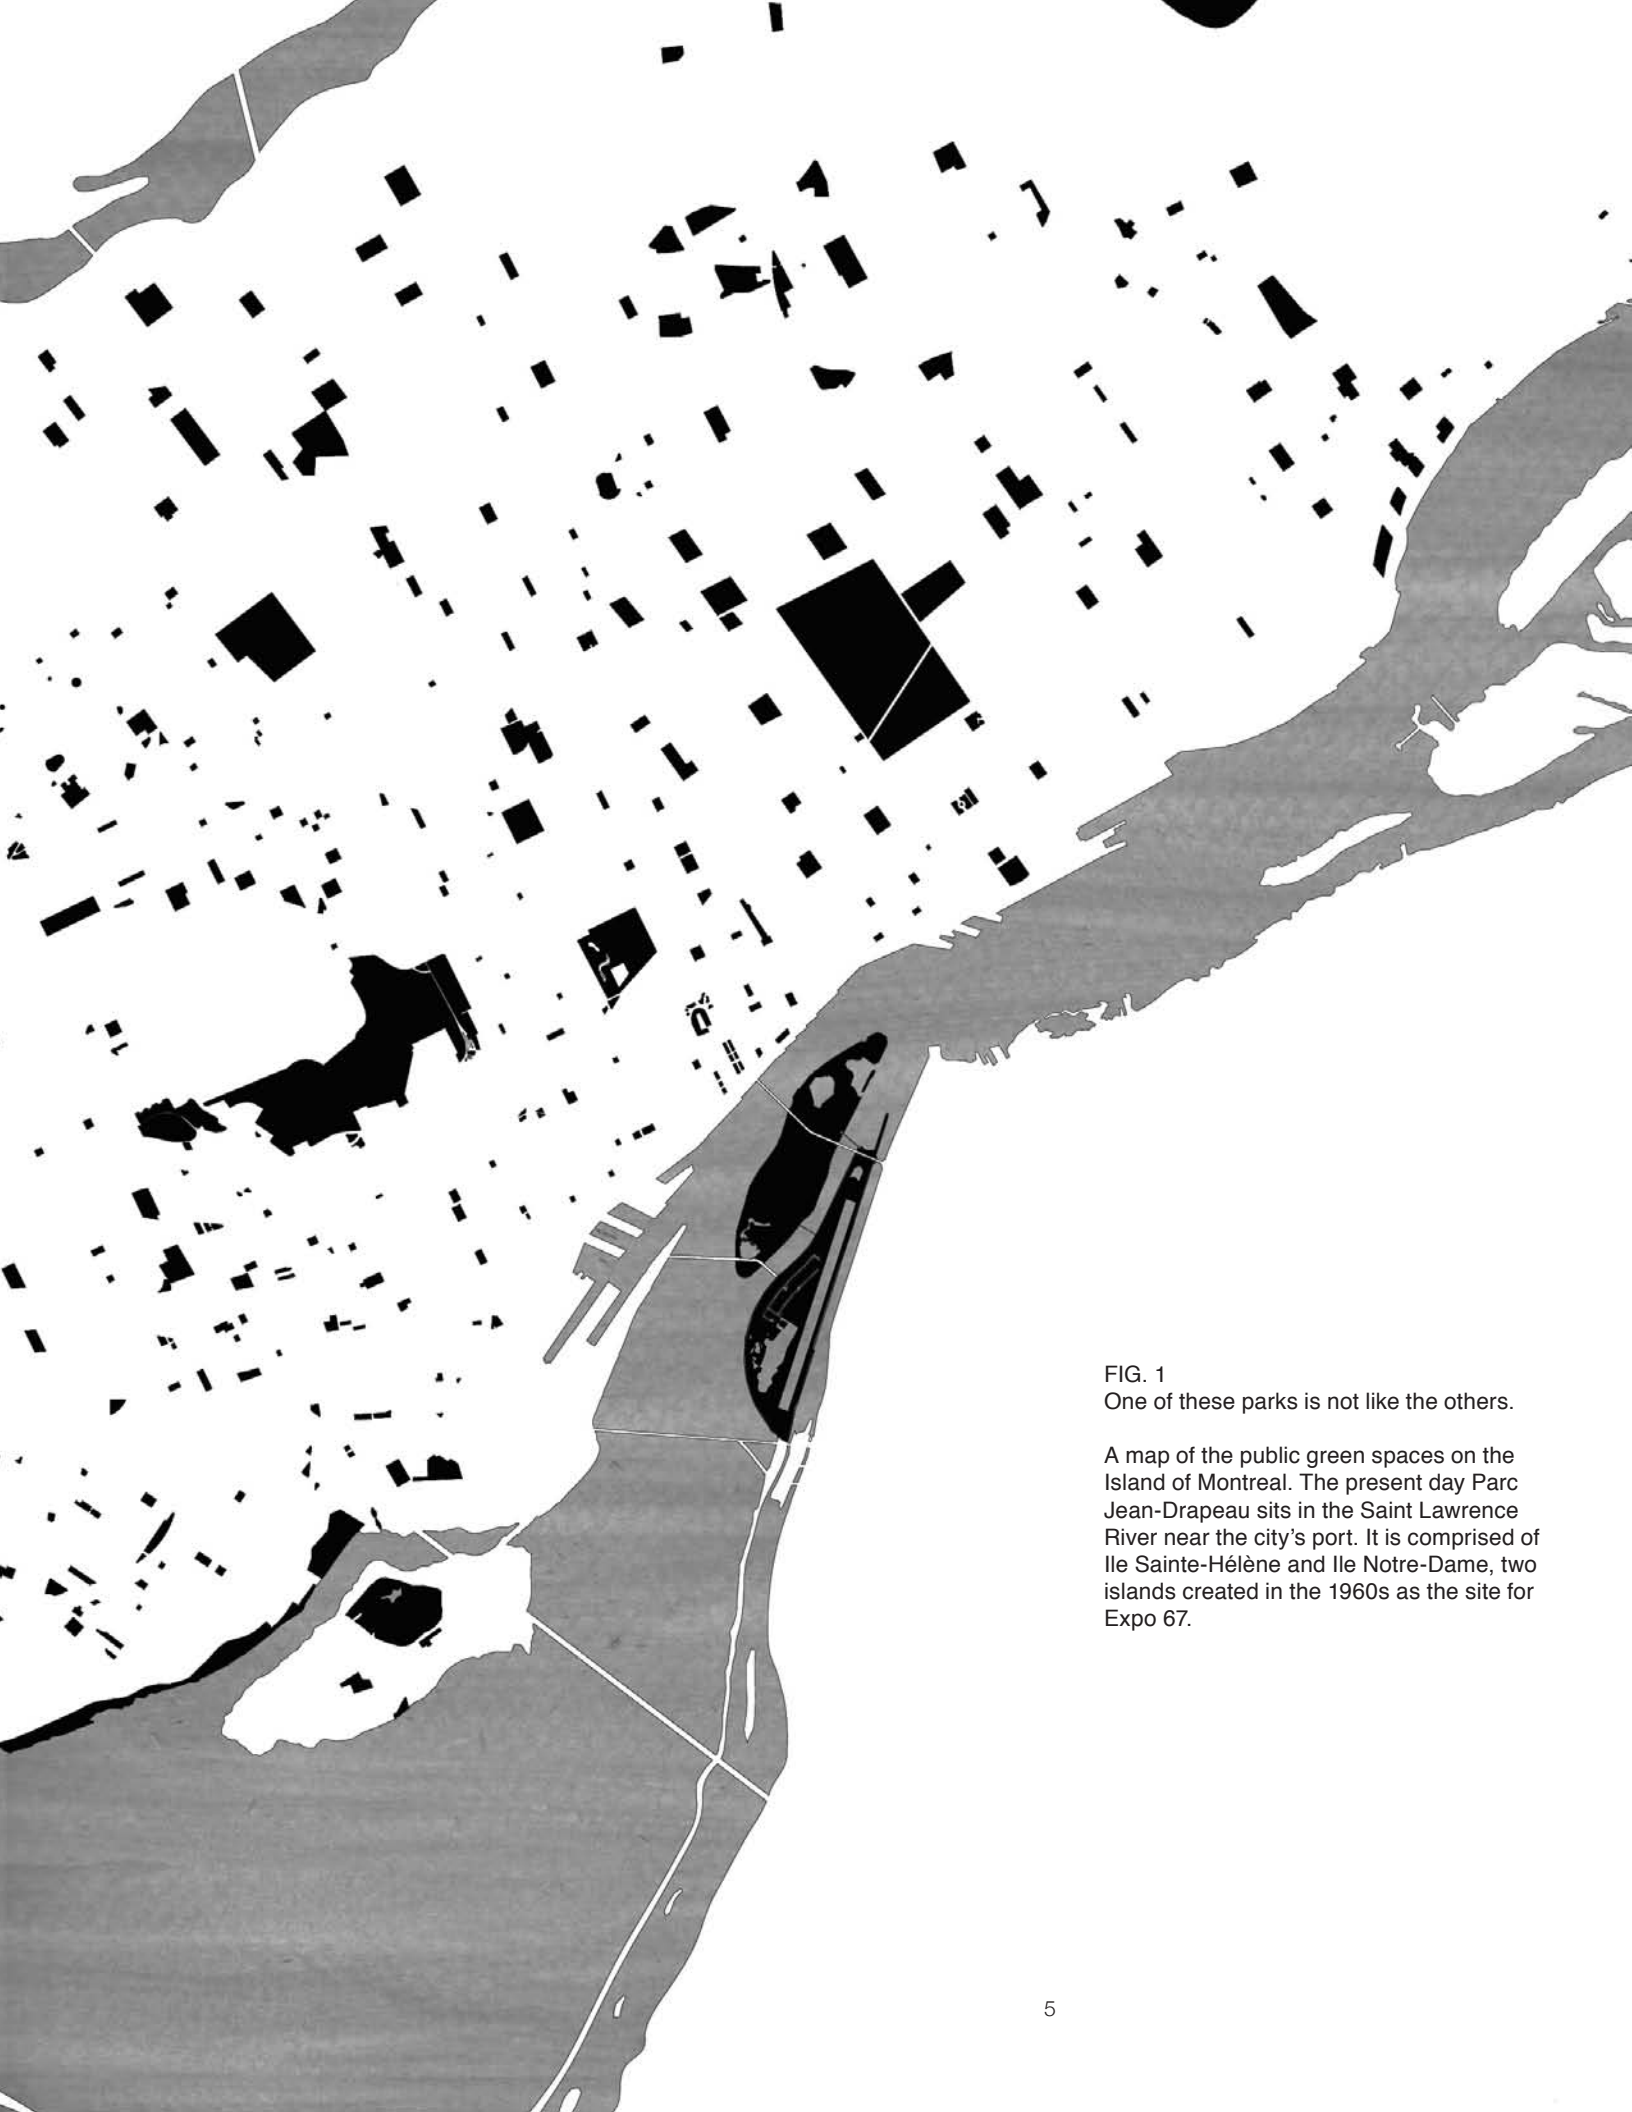 FIG. 1
One of these parks is not like the others.
A map of the public green spaces on the
Island of Montreal. The present day Parc
Jean-Drapeau sits in the Saint Lawrence
River near the city's port. It is comprised of
Ile Sainte-Hélène and Ile Notre-Dame, two
islands created in the 1960s as the site for
Expo 67.
5